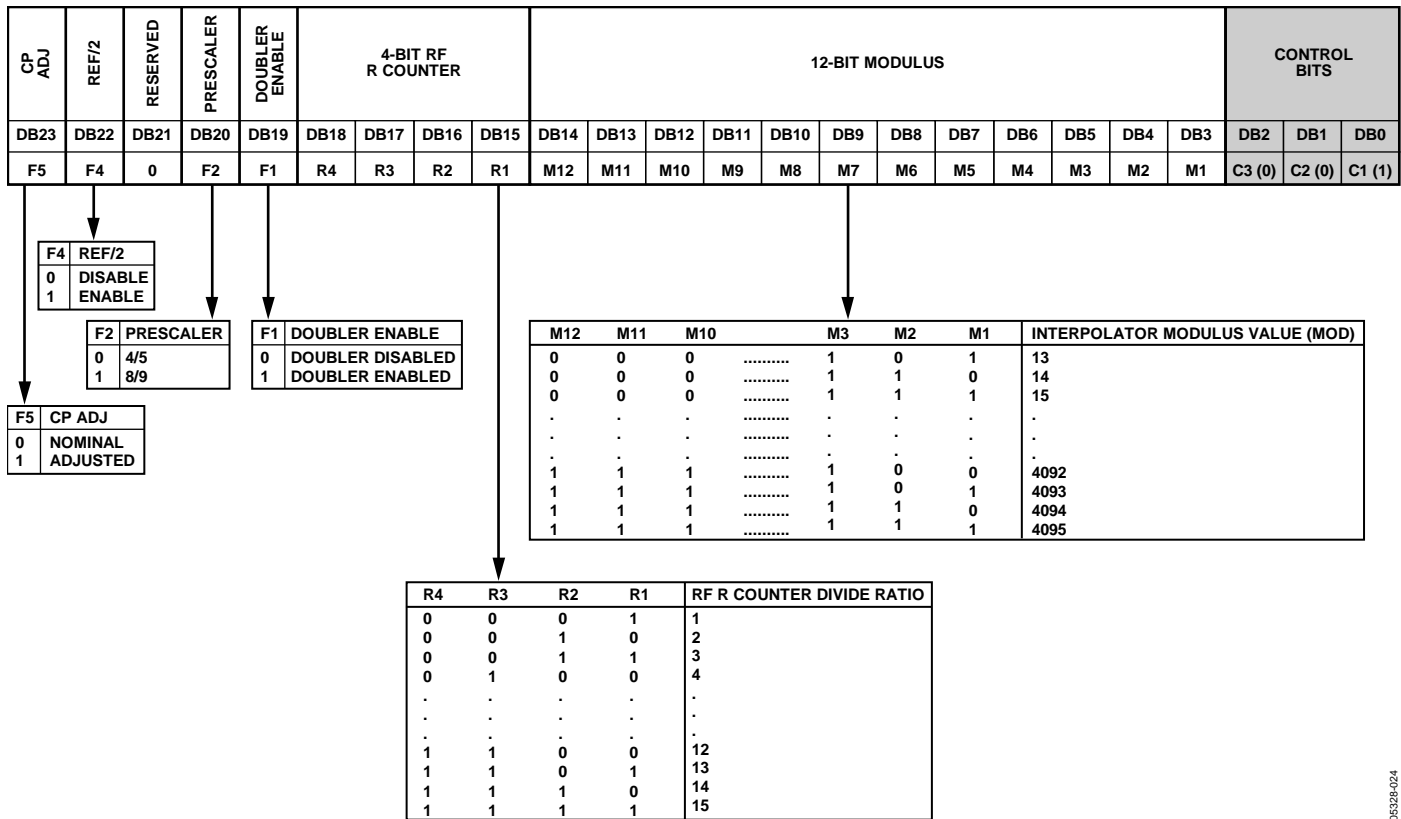 CP ADJ REF/2 RESERVED PRESCALER DOUBLER ENABLE 4-BIT RF R COUNTER 12-BIT MODULUS CONTROL BITS
DB23 DB22 DB21 DB20 DB19 DB18 DB17 DB16 DB15 DB14 DB13 DB12 DB11 DB10 DB9 DB8 DB7 DB6 DB5 DB4 DB3 DB2 DB1 DB0
F5 F4 0 F2 F1 R4 R3 R2 R1 M12 M11 M10 M9 M8 M7 M6 M5 M4 M3 M2 M1 C3 (0) C2 (0) C1 (1)
F4 REF/2
0 DISABLE
1 ENABLE
F2 PRESCALER
0 4/5
1 8/9
F1 DOUBLER ENABLE
0 DOUBLER DISABLED
1 DOUBLER ENABLED
F5 CP ADJ
0 NOMINAL
1 ADJUSTED
M12 M11 M10 M3 M2 M1 INTERPOLATOR MODULUS VALUE (MOD)
0 0 0 .......... 1 0 1 13
0 0 0 .......... 1 1 0 14
0 0 0 .......... 1 1 1 15
. . . .......... . . . .
. . . .......... . . . .
. . . .......... . . . .
1 1 1 .......... 1 0 0 4092
1 1 1 .......... 1 0 1 4093
1 1 1 .......... 1 1 0 4094
1 1 1 .......... 1 1 1 4095
R4 R3 R2 R1 RF R COUNTER DIVIDE RATIO
0 0 0 1 1
0 0 1 0 2
0 0 1 1 3
0 1 0 0 4
. . . . .
. . . . .
. . . . .
1 1 0 0 12
1 1 0 1 13
1 1 1 0 14
1 1 1 1 15
05328-024